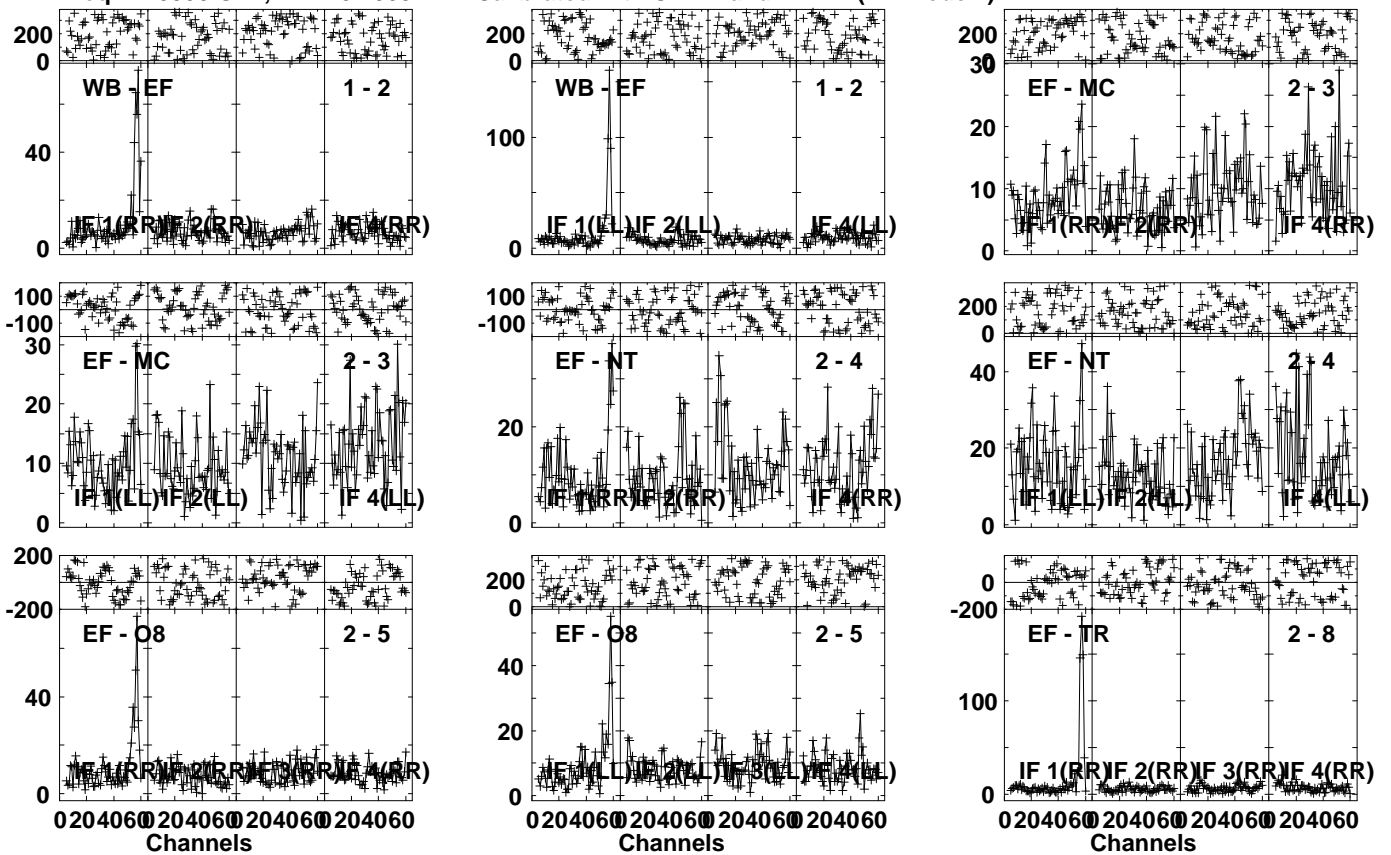 200
0
WB - EF 1 - 2
40
0
IF 1(RR) IF 2(RR) IF 4(RR)
200
0
WB - EF 1 - 2
100
0
IF 1(LL) IF 2(LL) IF 4(LL)
200
0
30
EF - MC 2 - 3
20
10
0
IF 1(RR) IF 2(RR) IF 4(RR)
100
-100
30
EF - MC 2 - 3
20
10
0
IF 1(LL) IF 2(LL) IF 4(LL)
100
-100
EF - NT 2 - 4
20
0
IF 1(RR) IF 2(RR) IF 4(RR)
200
0
EF - NT 2 - 4
40
20
0
IF 1(LL) IF 2(LL) IF 4(LL)
200
-200
EF - O8 2 - 5
40
0
IF 1(RR) IF 2(RR) IF 3(RR) IF 4(RR)
0 20 40 60 0 20 40 60 0 20 40 60 0 20 40 60
Channels
200
0
EF - O8 2 - 5
40
20
0
IF 1(LL) IF 2(LL) IF 3(LL) IF 4(LL)
0 20 40 60 0 20 40 60 0 20 40 60 0 20 40 60
Channels
0
-200
EF - TR 2 - 8
100
0
IF 1(RR) IF 2(RR) IF 3(RR) IF 4(RR)
0 20 40 60 0 20 40 60 0 20 40 60 0 20 40 60
Channels